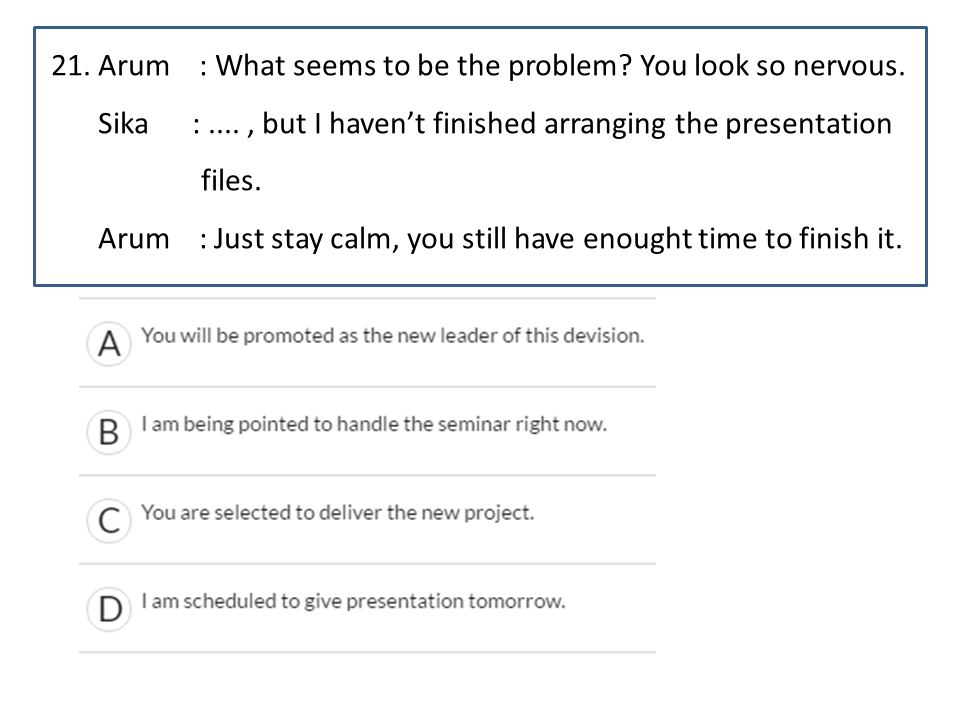 21. Arum : What seems to be the problem? You look so nervous.
Sika : .... , but I haven’t finished arranging the presentation
files.
Arum : Just stay calm, you still have enought time to finish it.
A You will be promoted as the new leader of this devision.
B I am being pointed to handle the seminar right now.
C You are selected to deliver the new project.
D I am scheduled to give presentation tomorrow.